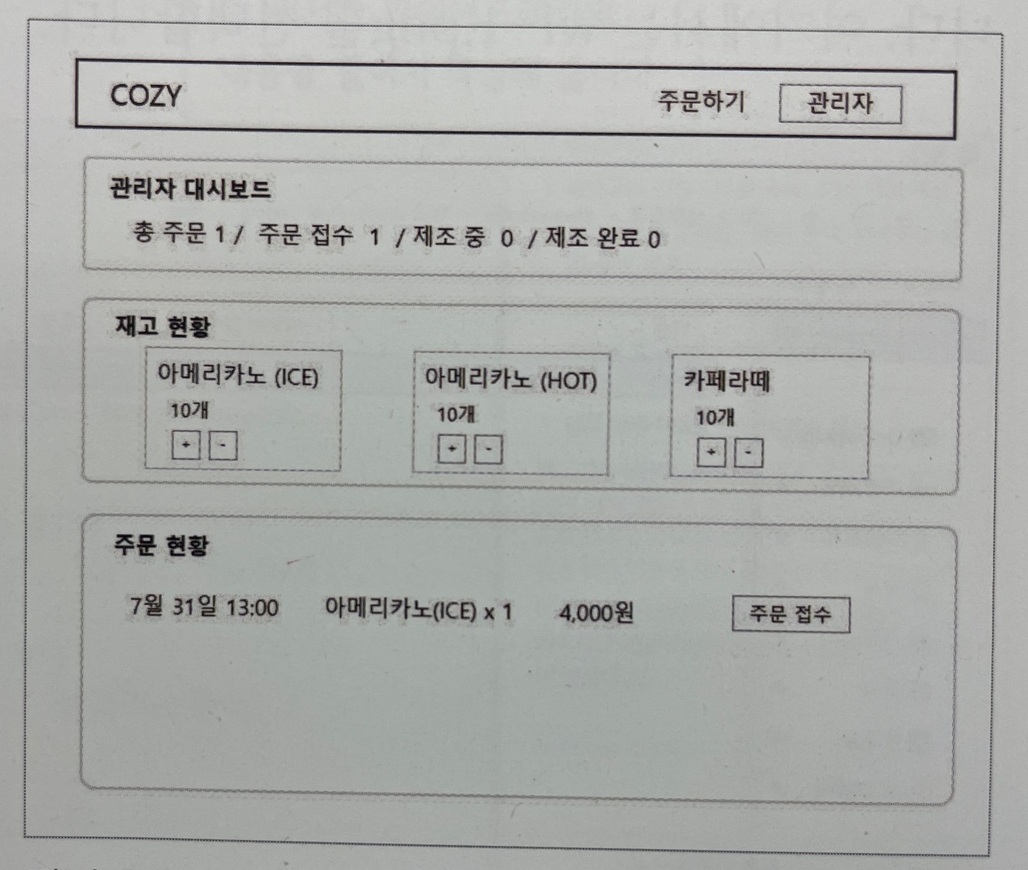 COZY 주문하기 관리자
관리자 대시보드
총 주문 1 / 주문 접수 1 / 제조 중 0 / 제조 완료 0
재고 현황
아메리카노 (ICE) 아메리카노 (HOT) 카페라떼
10개 10개 10개
+ - + - + -
주문 현황
7월 31일 13:00 아메리카노(ICE) x 1 4,000원 주문 접수